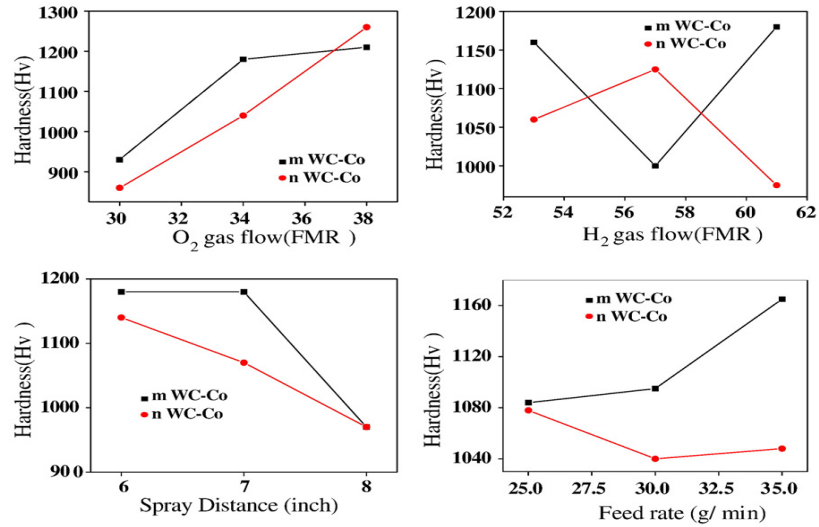 1300
1200
1100
1000
900
Hardness(Hv)
m WC-Co
n WC-Co
30 32 34 36 38
O2 gas flow(FMR )
1200
1150
1100
1050
1000
Hardness(Hv)
m WC-Co
n WC-Co
52 54 56 58 60 62
H2 gas flow(FMR )
1200
1100
1000
90 0
Hardness(Hv )
m WC-Co
n WC-Co
6 7 8
Spray Distance (inch)
1160
1120
1080
1040
Hardness(Hv )
m WC-Co
n WC-Co
25.0 27.5 30.0 32.5 35.0
Feed rate (g/ min)